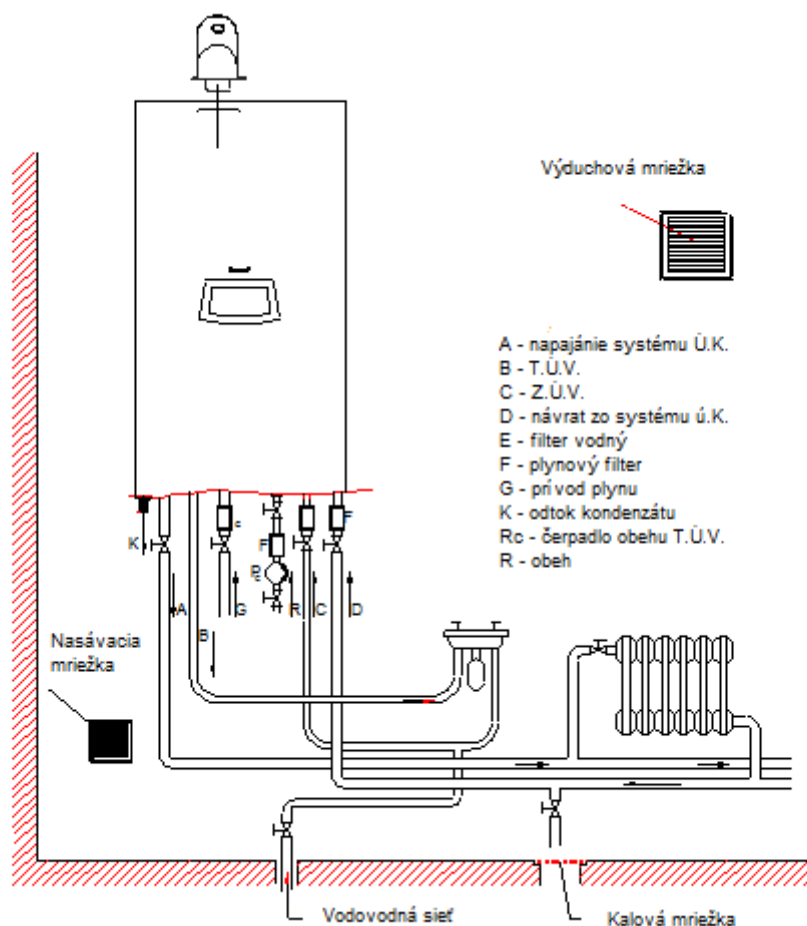 Výduchová mriežka
A - napajánie systému Ú.K.
B - T.Ú.V.
C - Z.Ú.V.
D - návrat zo systému ú.K.
E - filter vodný
F - plynový filter
G - prívod plynu
K - odtok kondenzátu
Rc - čerpadlo obehu T.Ú.V.
R - obeh
F
F
K
A
G
R
C
D
B
Nasávacia
mriežka
Vodovodná sieť
Kalová mriežka